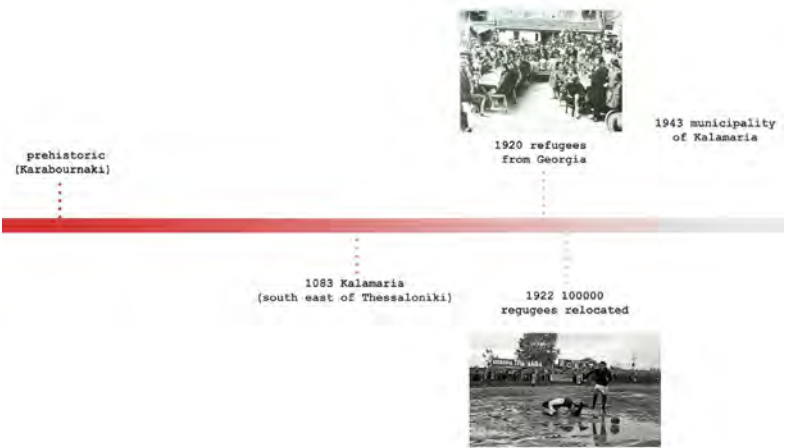 prehistoric
(Karabournaki)
1083 Kalamaria
(south east of Thessaloniki)
1920 refugees
from Georgia
1922 100000
regugees relocated
1943 municipality
of Kalamaria